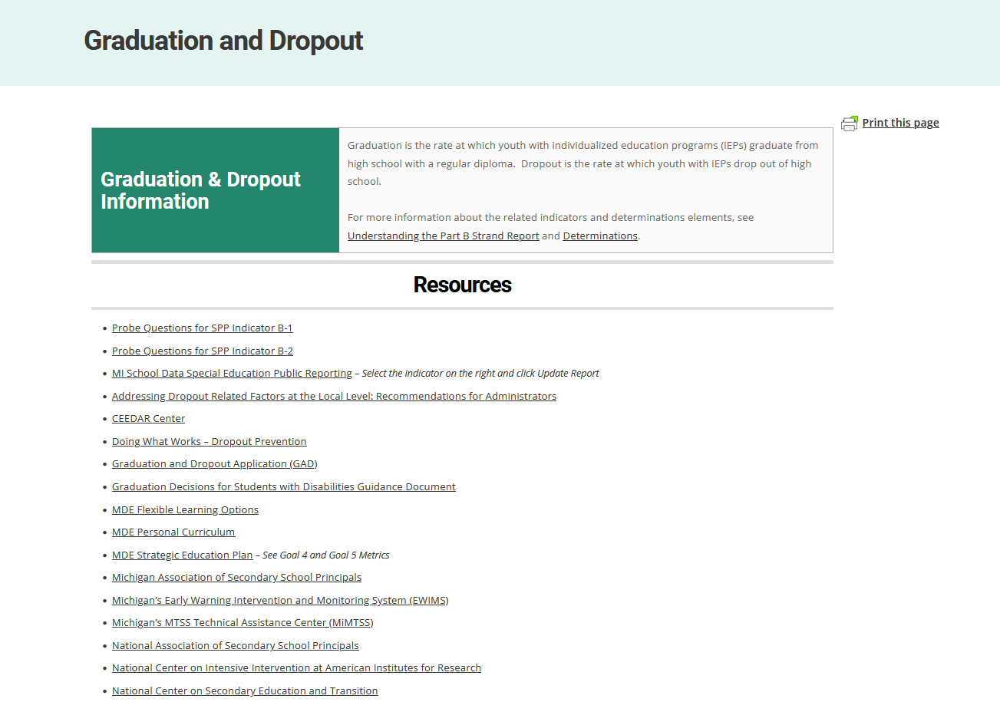 Graduation and Dropout
Print this page
Graduation & Dropout
Information
Graduation is the rate at which youth with individualized education programs (IEPs) graduate from
high school with a regular diploma.  Dropout is the rate at which youth with IEPs drop out of high
school.
For more information about the related indicators and determinations elements, see
Understanding the Part B Strand Report and Determinations.
Resources
• Probe Questions for SPP Indicator B-1
• Probe Questions for SPP Indicator B-2
• MI School Data Special Education Public Reporting – Select the indicator on the right and click Update Report
• Addressing Dropout Related Factors at the Local Level: Recommendations for Administrators
• CEEDAR Center
• Doing What Works – Dropout Prevention
• Graduation and Dropout Application (GAD)
• Graduation Decisions for Students with Disabilities Guidance Document
• MDE Flexible Learning Options
• MDE Personal Curriculum
• MDE Strategic Education Plan – See Goal 4 and Goal 5 Metrics
• Michigan Association of Secondary School Principals
• Michigan’s Early Warning Intervention and Monitoring System (EWIMS)
• Michigan’s MTSS Technical Assistance Center (MiMTSS)
• National Association of Secondary School Principals
• National Center on Intensive Intervention at American Institutes for Research
• National Center on Secondary Education and Transition